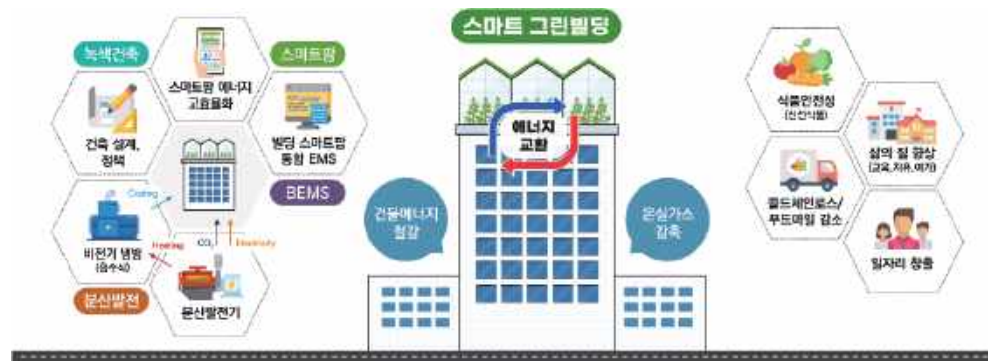 스마트 그린빌딩
녹색건축
스마트팜
스마트팜 에너지
고효율화
건축 설계,
정책
빌딩 스마트팜
통합 EMS
BEMS
Cooling
비전기 냉방
(흡수식)
Heating
CO₂
Electricity
분산발전
분산발전기
에너지
교환
건물에너지
절감
온실가스
감축
식품안전성
(신선식품)
삶의 질 향상
(교육, 치유, 여가)
콜드체인로스/
푸드마일 감소
일자리 창출